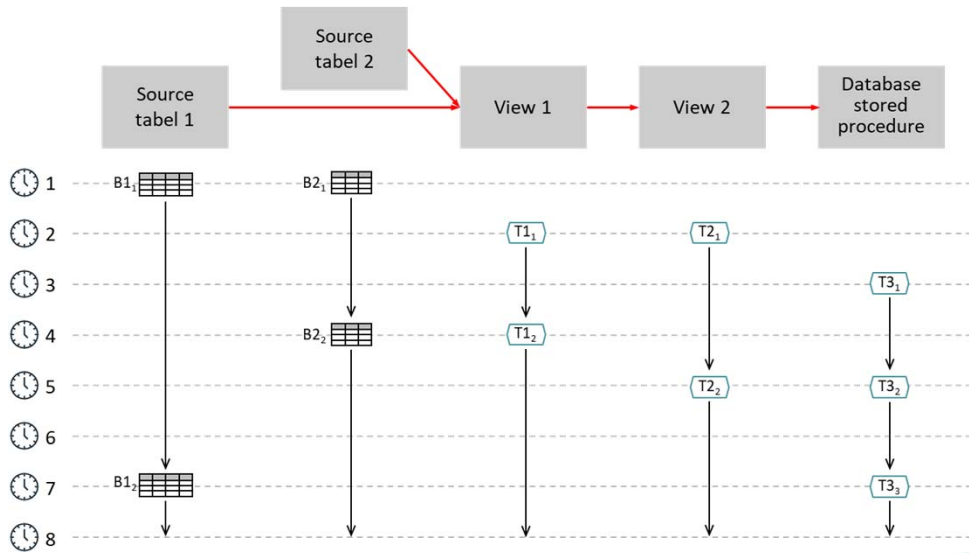 Source
tabel 2
Source
tabel 1
View 1
View 2
Database
stored
procedure
1
B1₁
B2₁
2
T1₁
T2₁
3
T3₁
4
B2₂
T1₂
5
T2₂
T3₂
6
7
B1₂
T3₃
8